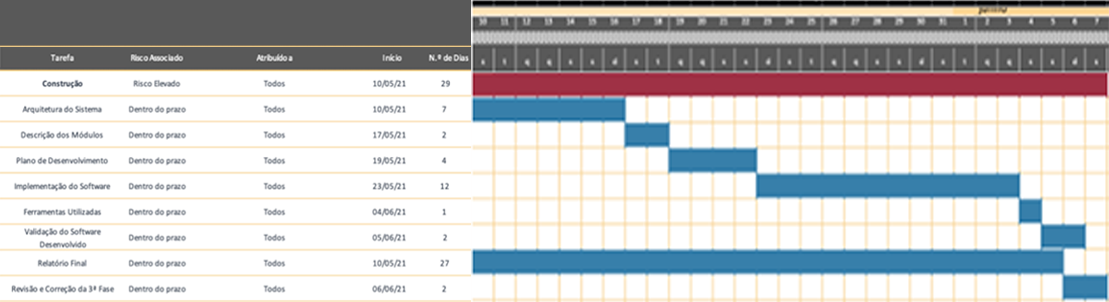 Junho
10 11 12 13 14 15 16 17 18 19 20 21 22 23 24 25 26 27 28 29 30 31 1 2 3 4 5 6 7
Tarefa Risco Associado Atribuído a Início N.º de Dias s t q q s s d s t q q s s d s t q q s s d s t q q s s d s
Construção Risco Elevado Todos 10/05/21 29
Arquitetura do Sistema Dentro do prazo Todos 10/05/21 7
Descrição dos Módulos Dentro do prazo Todos 17/05/21 2
Plano de Desenvolvimento Dentro do prazo Todos 19/05/21 4
Implementação do Software Dentro do prazo Todos 23/05/21 12
Ferramentas Utilizadas Dentro do prazo Todos 04/06/21 1
Validação do Software
Desenvolvido Dentro do prazo Todos 05/06/21 2
Relatório Final Dentro do prazo Todos 10/05/21 27
Revisão e Correção da 3ª Fase Dentro do prazo Todos 06/06/21 2